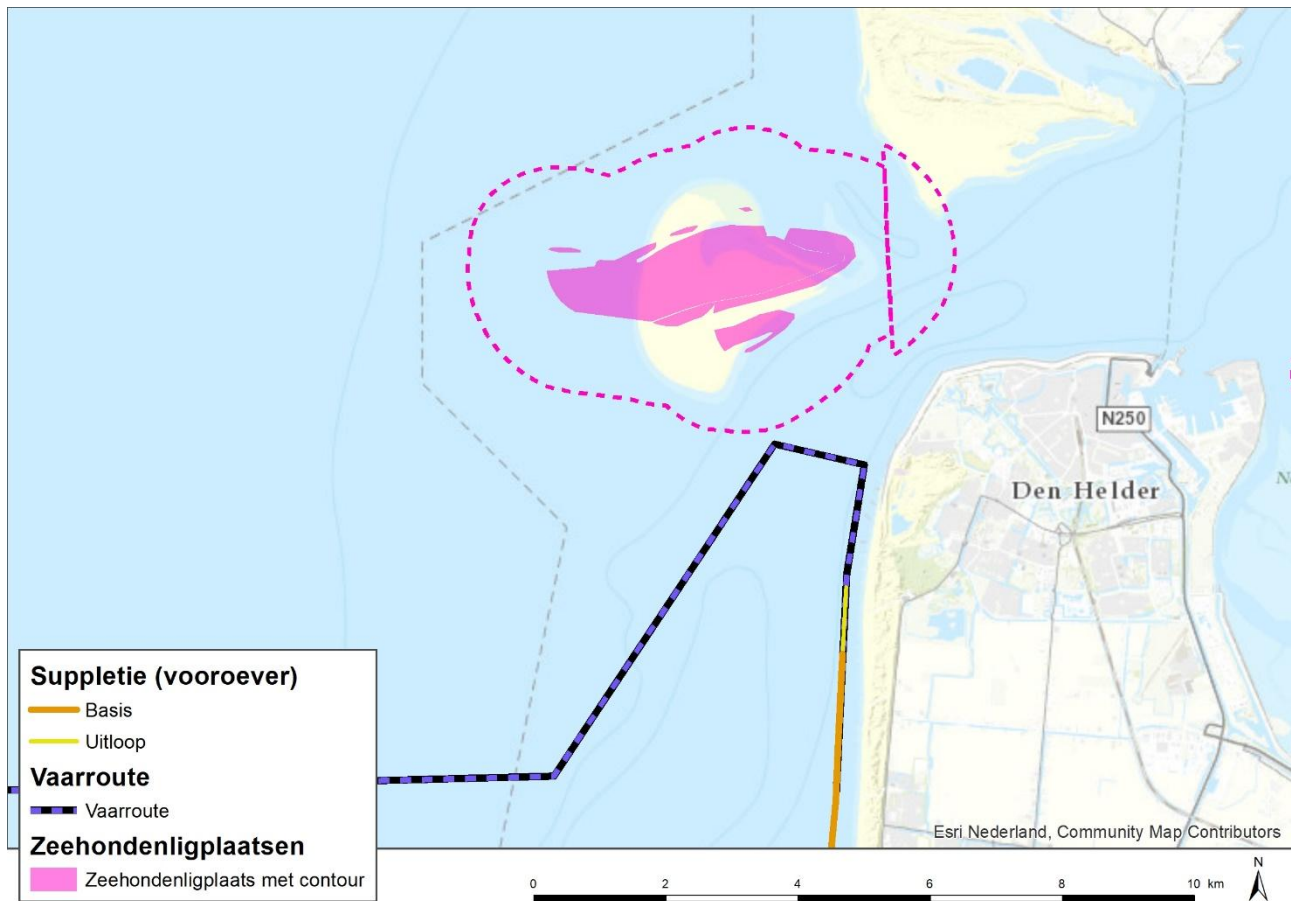 N250
Den Helder
Suppletie (vooroever)
Basis
Uitloop
Vaarroute
Vaarroute
Zeehondenligplaatsen
Zeehondenligplaats met contour
Esri Nederland, Community Map Contributors
0 2 4 6 8 10 km
N